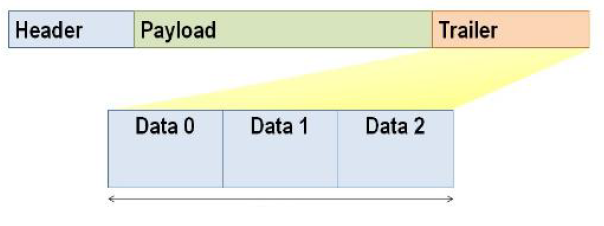 Header Payload Trailer
Data 0 Data 1 Data 2